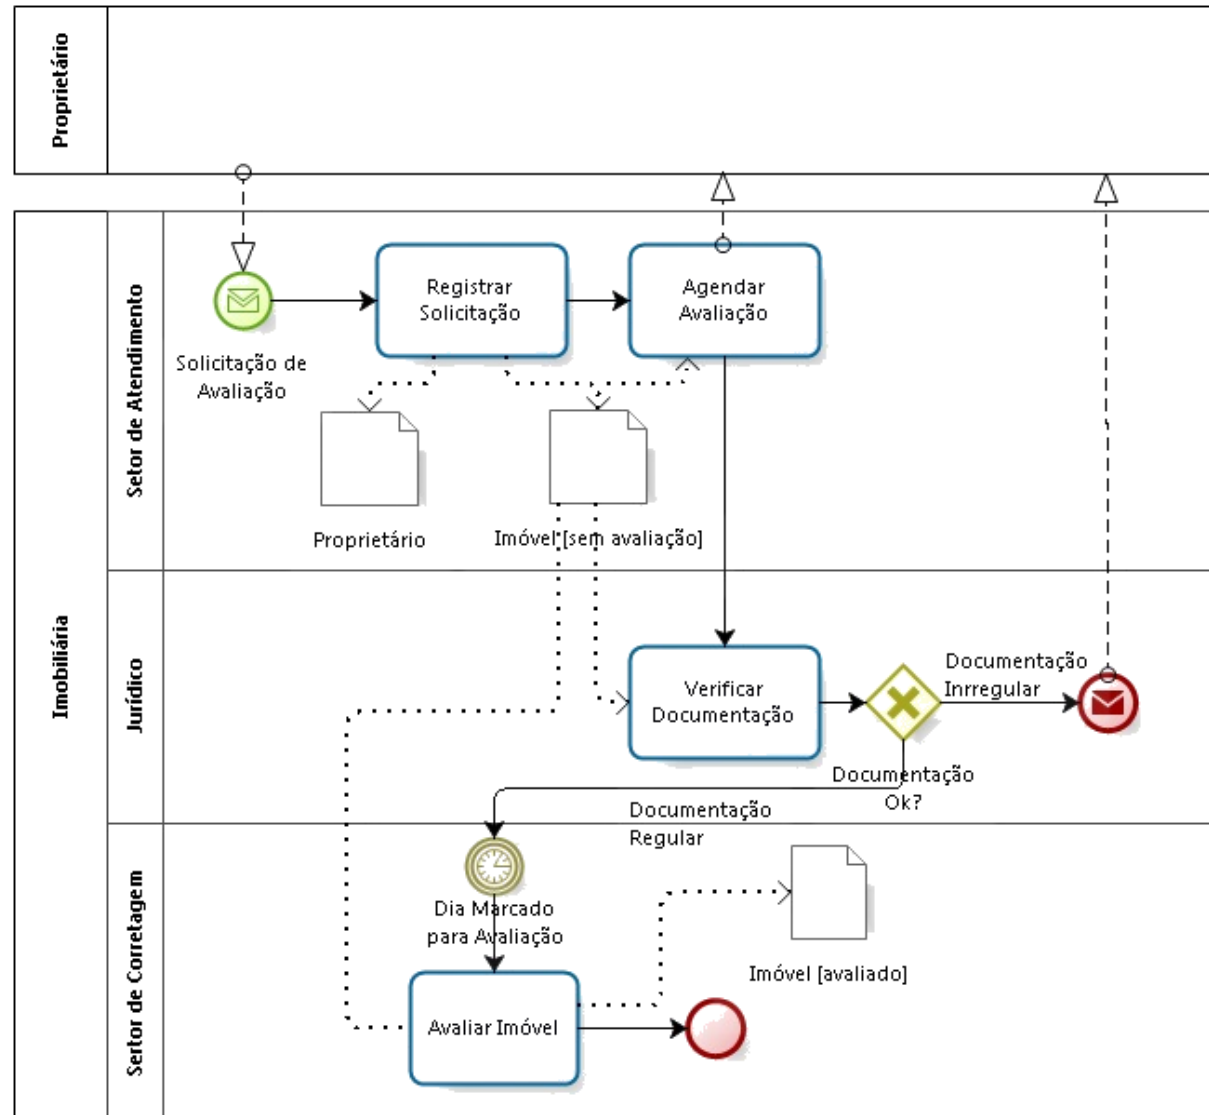 Proprietário
Imobiliária
Setor de Atendimento
Solicitação de
Avaliação
Registrar
Solicitação
Agendar
Avaliação
Proprietário
Imóvel [sem avaliação]
Jurídico
Verificar
Documentação
Documentação
Inrregular
Documentação
Ok?
Documentação
Regular
Sertor de Corretagem
Dia Marcado
para Avaliação
Avaliar Imóvel
Imóvel [avaliado]